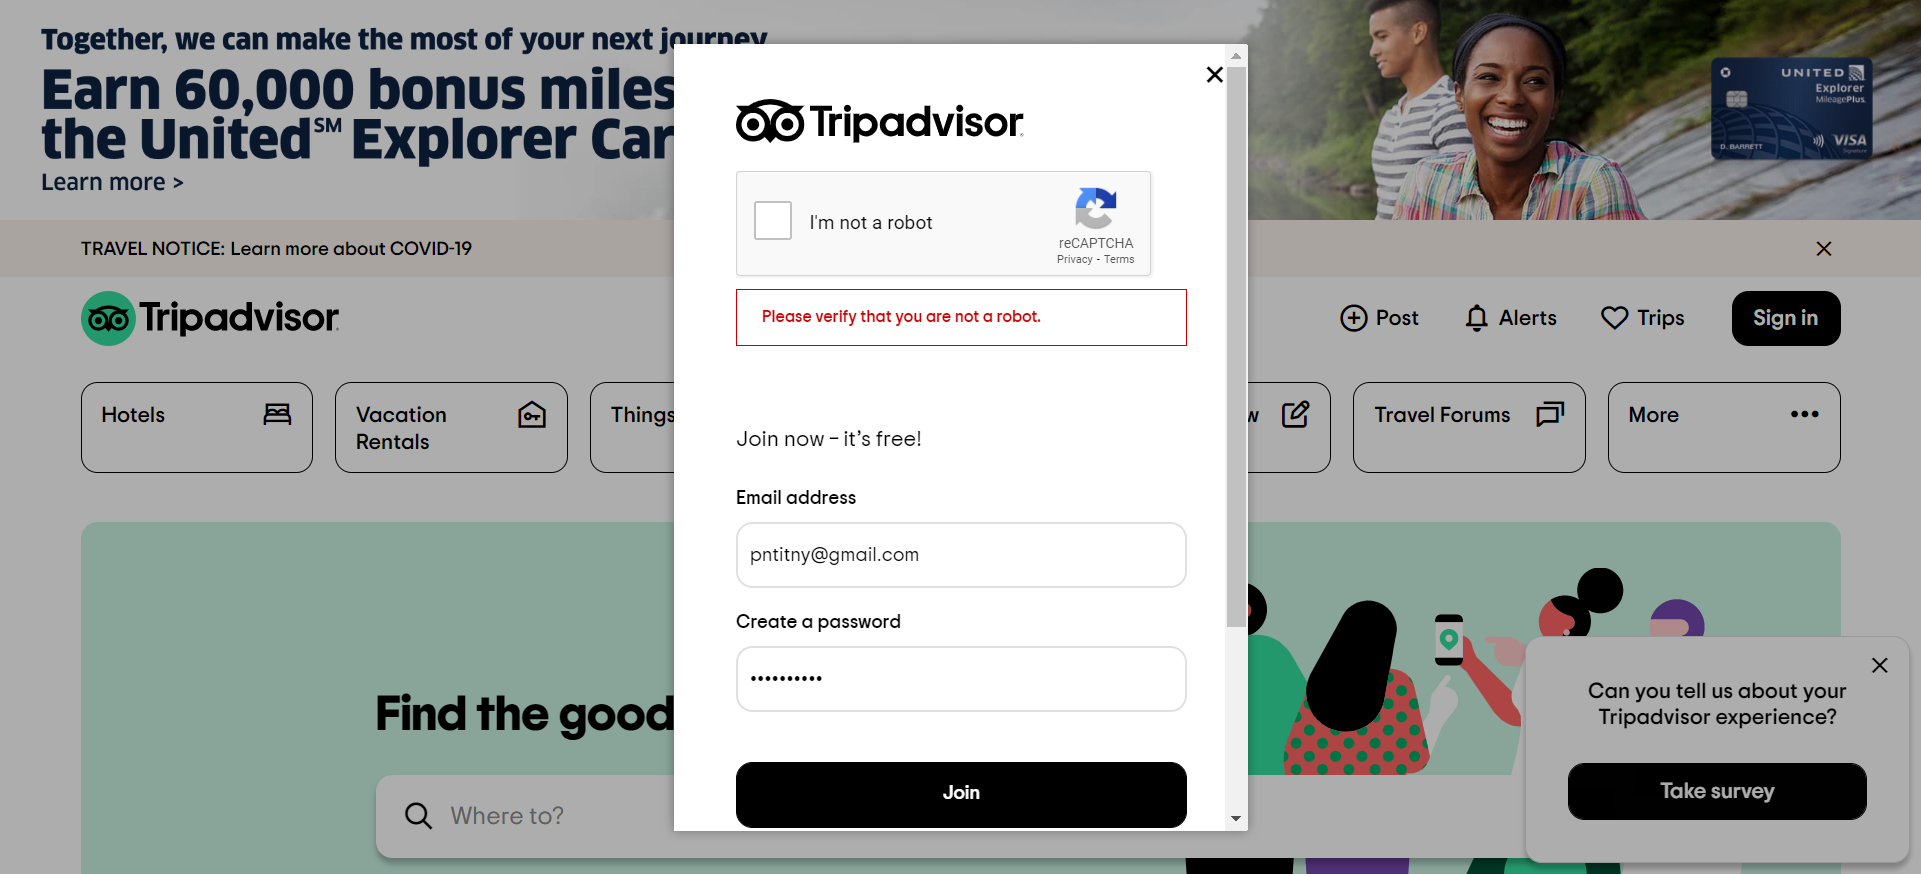 Together, we can make the most of your next journey
Earn 60,000 bonus miles
the United℠ Explorer Car
Learn more >
UNITED
Explorer
MileagePlus
VISA
Signature
D. BARRETT
TRAVEL NOTICE: Learn more about COVID-19
Tripadvisor
Post
Alerts
Trips
Sign in
Hotels
Vacation
Rentals
Things
w
Travel Forums
More
Find the good
Where to?
Tripadvisor
I'm not a robot
reCAPTCHA
Privacy - Terms
Please verify that you are not a robot.
Join now – it’s free!
Email address
pntitny@gmail.com
Create a password
••••••••••
Join
Can you tell us about your
Tripadvisor experience?
Take survey